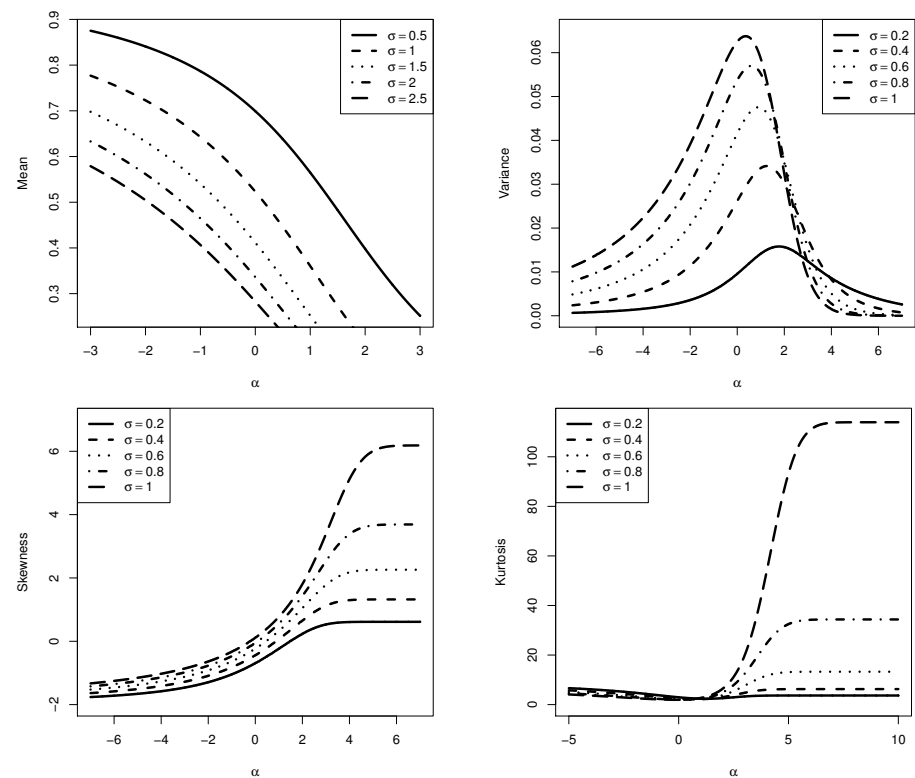 0.9
0.8
0.7
0.6
0.5
0.4
0.3
Mean
−3 −2 −1 0 1 2 3
α
σ = 0.5
σ = 1
σ = 1.5
σ = 2
σ = 2.5
0.06
0.05
0.04
0.03
0.02
0.01
0.00
Variance
−6 −4 −2 0 2 4 6
α
σ = 0.2
σ = 0.4
σ = 0.6
σ = 0.8
σ = 1
6
4
2
0
−2
Skewness
−6 −4 −2 0 2 4 6
α
σ = 0.2
σ = 0.4
σ = 0.6
σ = 0.8
σ = 1
100
80
60
40
20
0
Kurtosis
−5 0 5 10
α
σ = 0.2
σ = 0.4
σ = 0.6
σ = 0.8
σ = 1